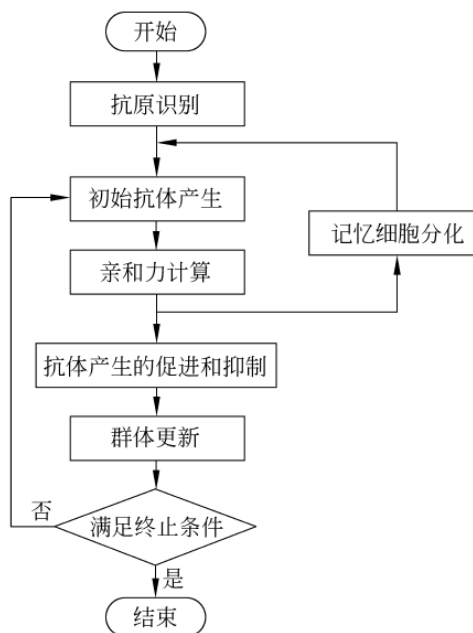 开始
抗原识别
初始抗体产生
记忆细胞分化
亲和力计算
抗体产生的促进和抑制
群体更新
否
满足终止条件
是
结束